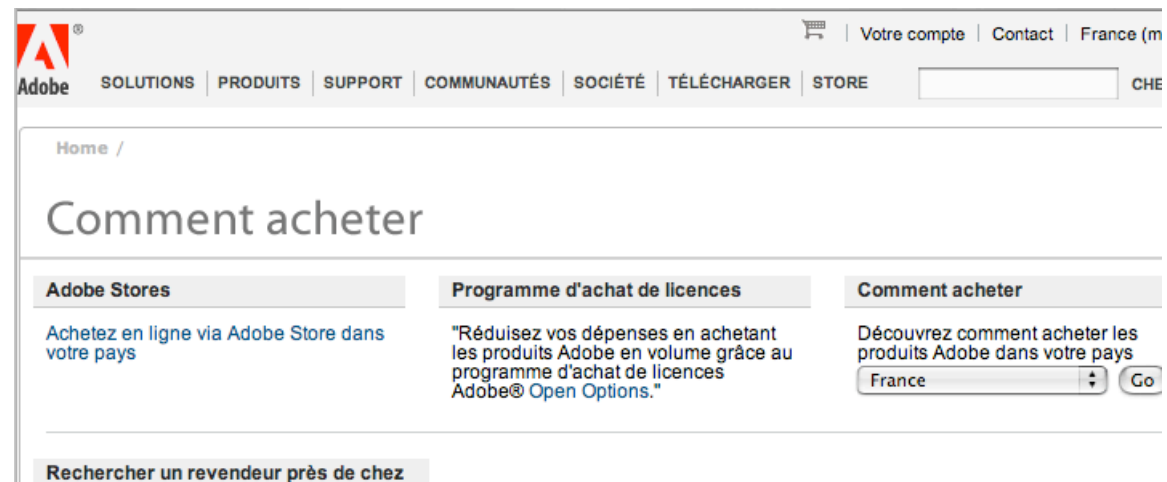 ®
Votre compte | Contact | France (m
Adobe
SOLUTIONS | PRODUITS | SUPPORT | COMMUNAUTÉS | SOCIÉTÉ | TÉLÉCHARGER | STORE
CHE
Home /
Comment acheter
Adobe Stores
Achetez en ligne via Adobe Store dans
votre pays
Programme d'achat de licences
"Réduisez vos dépenses en achetant
les produits Adobe en volume grâce au
programme d'achat de licences
Adobe® Open Options."
Comment acheter
Découvrez comment acheter les
produits Adobe dans votre pays
France
Go
Rechercher un revendeur près de chez